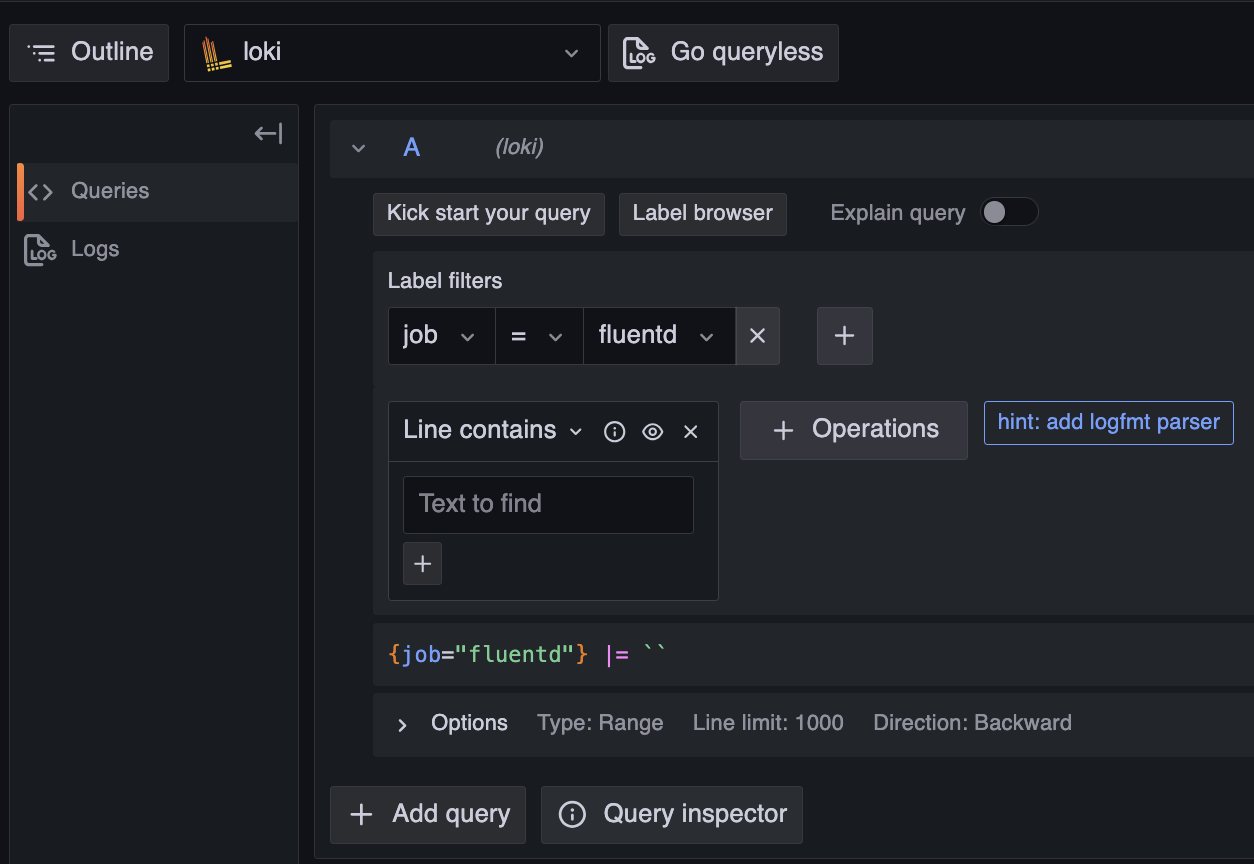 Outline
loki
Go queryless
Queries
Logs
A (loki)
Kick start your query
Label browser
Explain query
Label filters
job = fluentd
Line contains
Operations
hint: add logfmt parser
Text to find
{job="fluentd"} |= ``
Options Type: Range Line limit: 1000 Direction: Backward
Add query
Query inspector